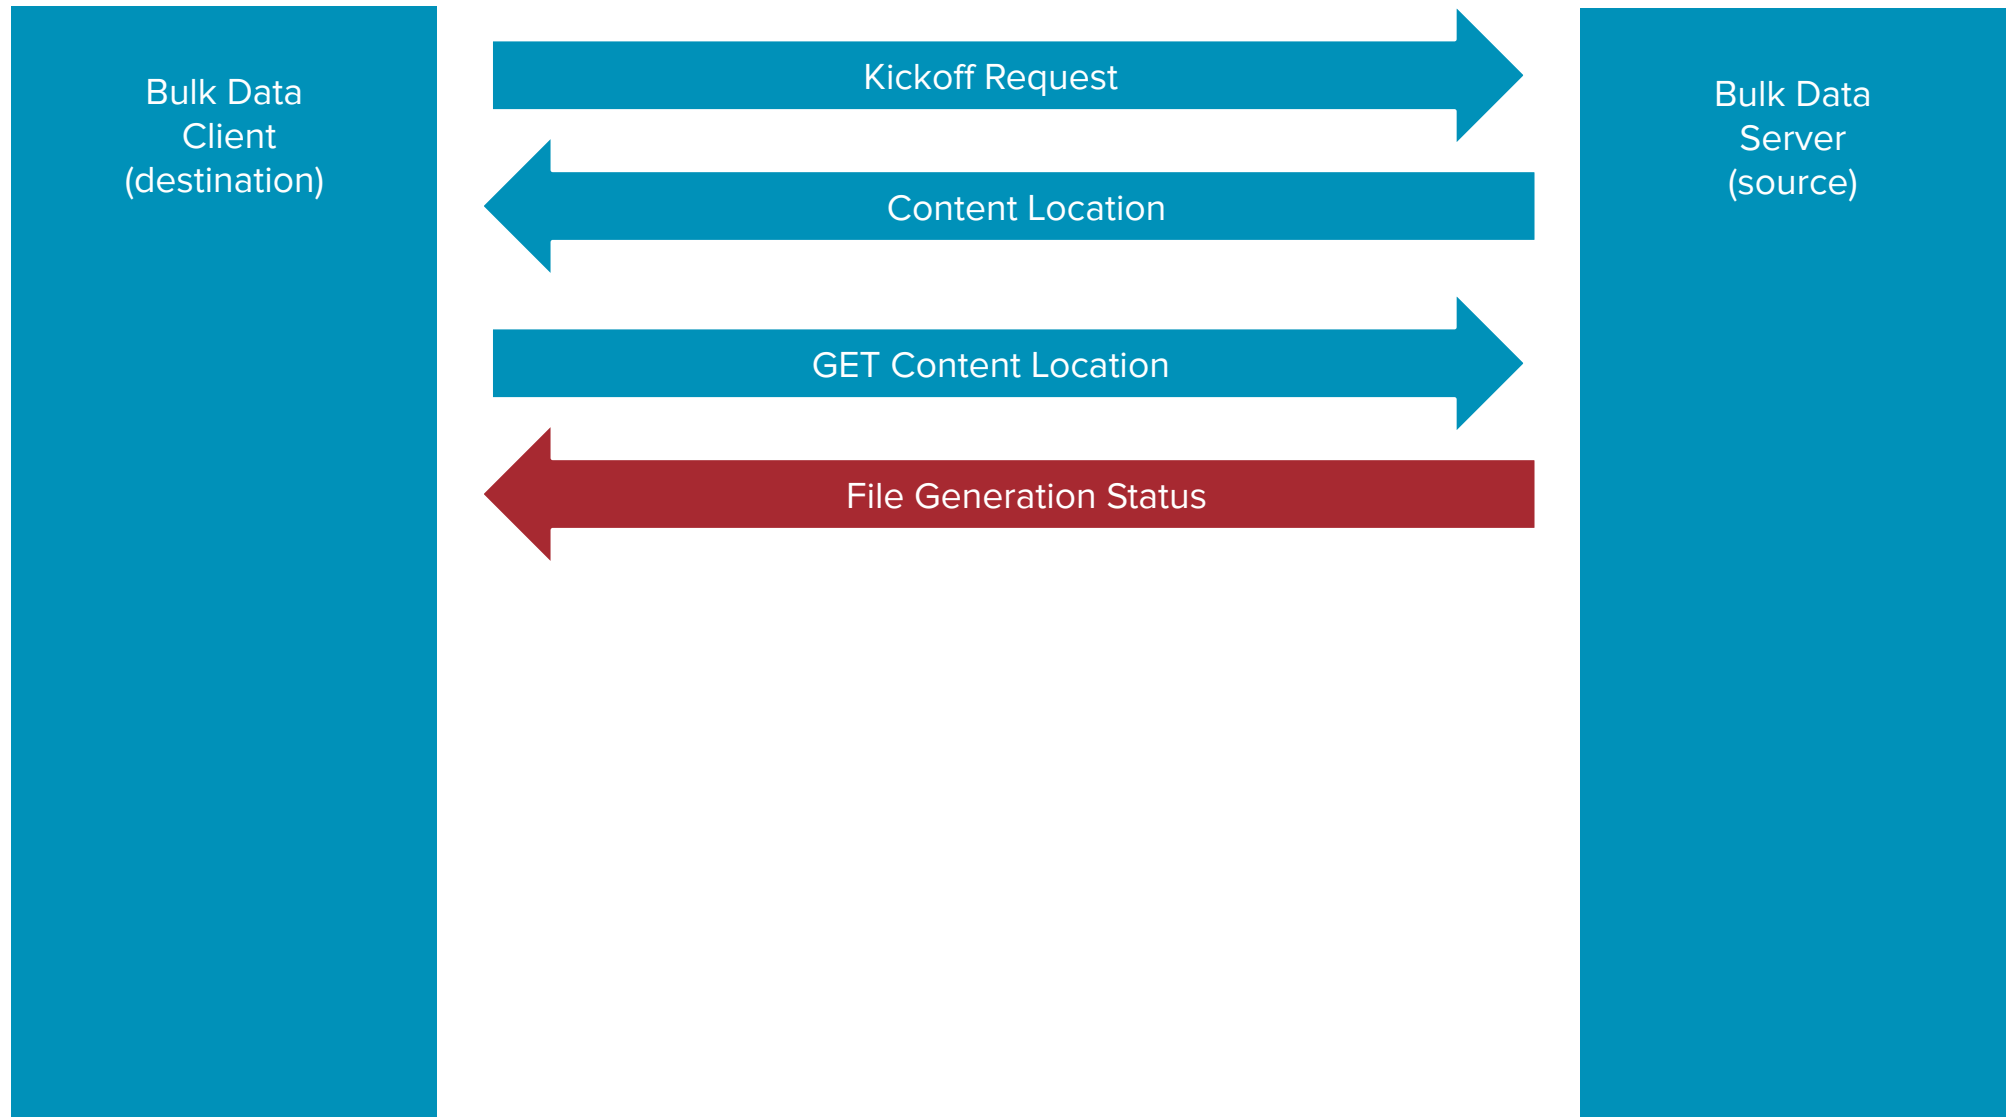 Bulk Data
Client
(destination)
Kickoff Request
Content Location
GET Content Location
File Generation Status
Bulk Data
Server
(source)